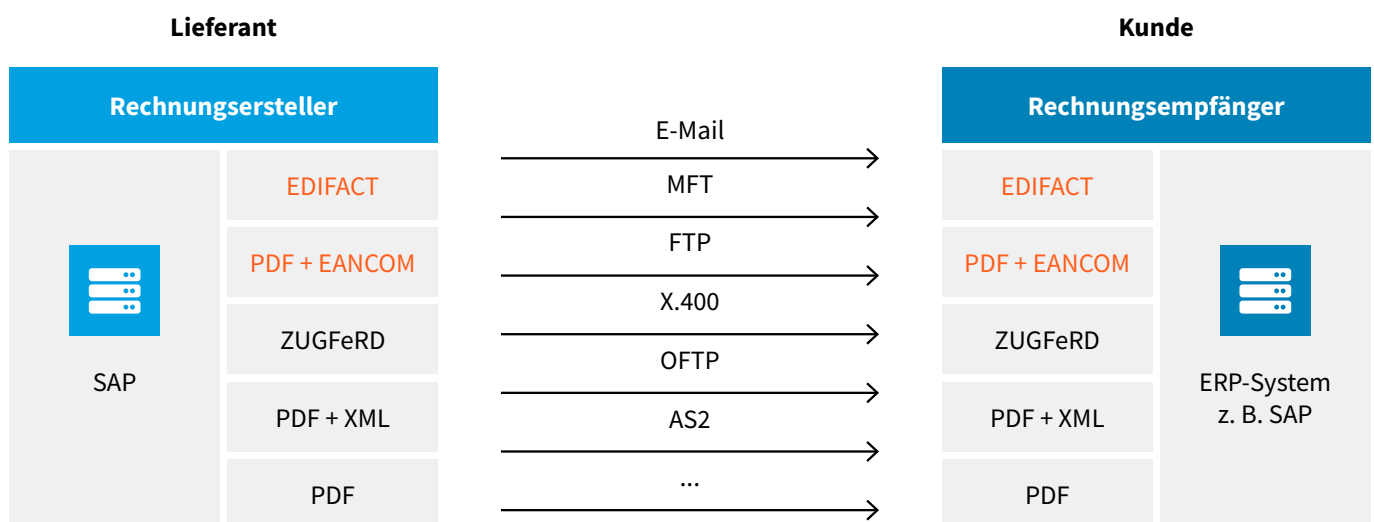 Lieferant
Kunde
Rechnungsersteller
Rechnungsempfänger
SAP
EDIFACT
PDF + EANCOM
ZUGFeRD
PDF + XML
PDF
E-Mail
MFT
FTP
X.400
OFTP
AS2
...
EDIFACT
PDF + EANCOM
ZUGFeRD
PDF + XML
PDF
ERP-System
z. B. SAP